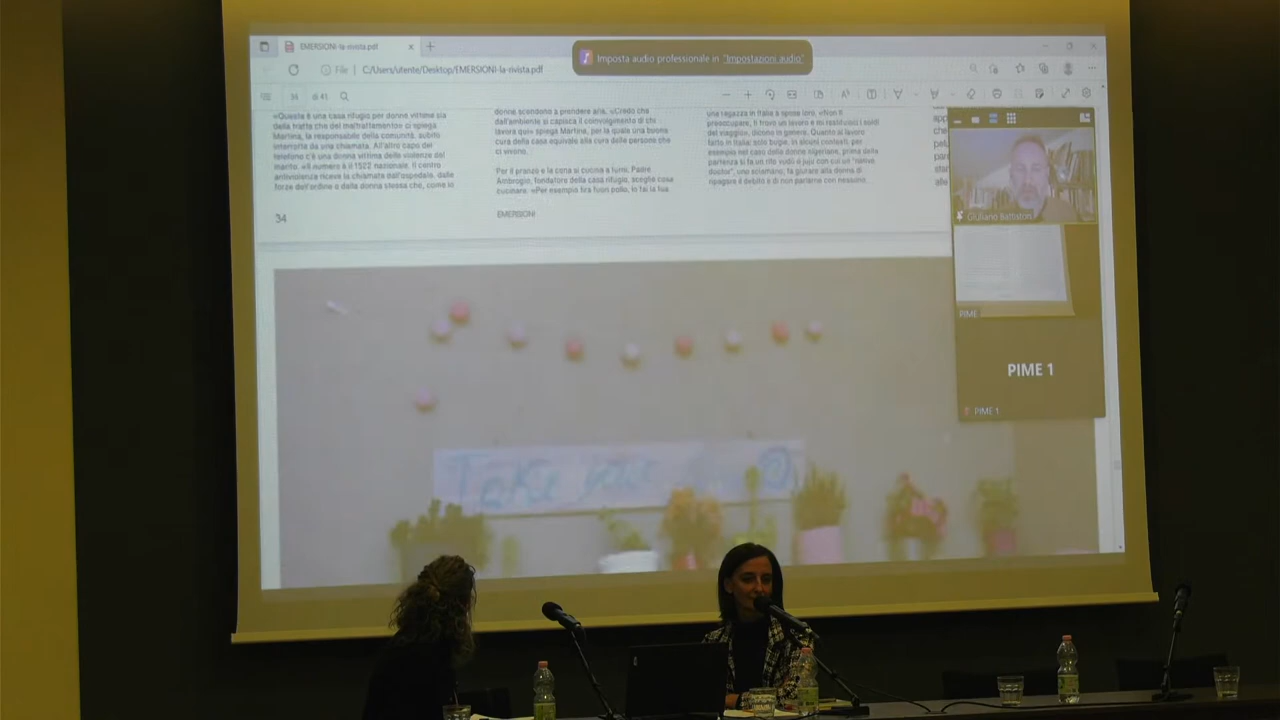 EMERSIONI-la-rivista.pdf
Imposta audio professionale in "Impostazioni audio"
File | C:/Users/utente/Desktop/EMERSIONI-la-rivista.pdf
di 41
«Questa è una casa rifugio per donne vittime sia
della tratta che del maltrattamento» ci spiega
Martina, la responsabile della comunità, subito
interrotta da una chiamata. All'altro capo del
telefono c'è una donna vittima delle violenze del
marito. «Il numero è il 1522 nazionale. Il centro
antiviolenza riceve la chiamata dall'ospedale, dalle
forze dell'ordine o dalla donna stessa che, come le
34
donne scendono a prendere aria. «Credo che
dall'ambiente si capisca il coinvolgimento di chi
lavora qui» spiega Martina, per la quale una buona
cura della casa equivale alla cura delle persone che
ci vivono.
Per il pranzo e la cena si cucina a turni. Padre
Ambrogio, fondatore della casa rifugio, sceglie cosa
cucinare. «Per esempio tira fuori pollo, lo fai la tua
EMERSIONI
una ragazza in Italia a spese loro. «Non ti
preoccupare, ti trovo un lavoro e mi restituisci i soldi
del viaggio», dicono in genere. Quanto al lavoro
fatto in Italia: solo bugie. In alcuni contesti, per
esempio nel caso delle donne nigeriane, prima della
partenza si fa un rito vudù o juju con cui un "native
doctor", uno sciamano, fa giurare alla donna di
ripagare il debito e di non parlarne con nessuno.
che
alle
Giuliano Battiston
PIME
PIME 1
PIME 1
Take your